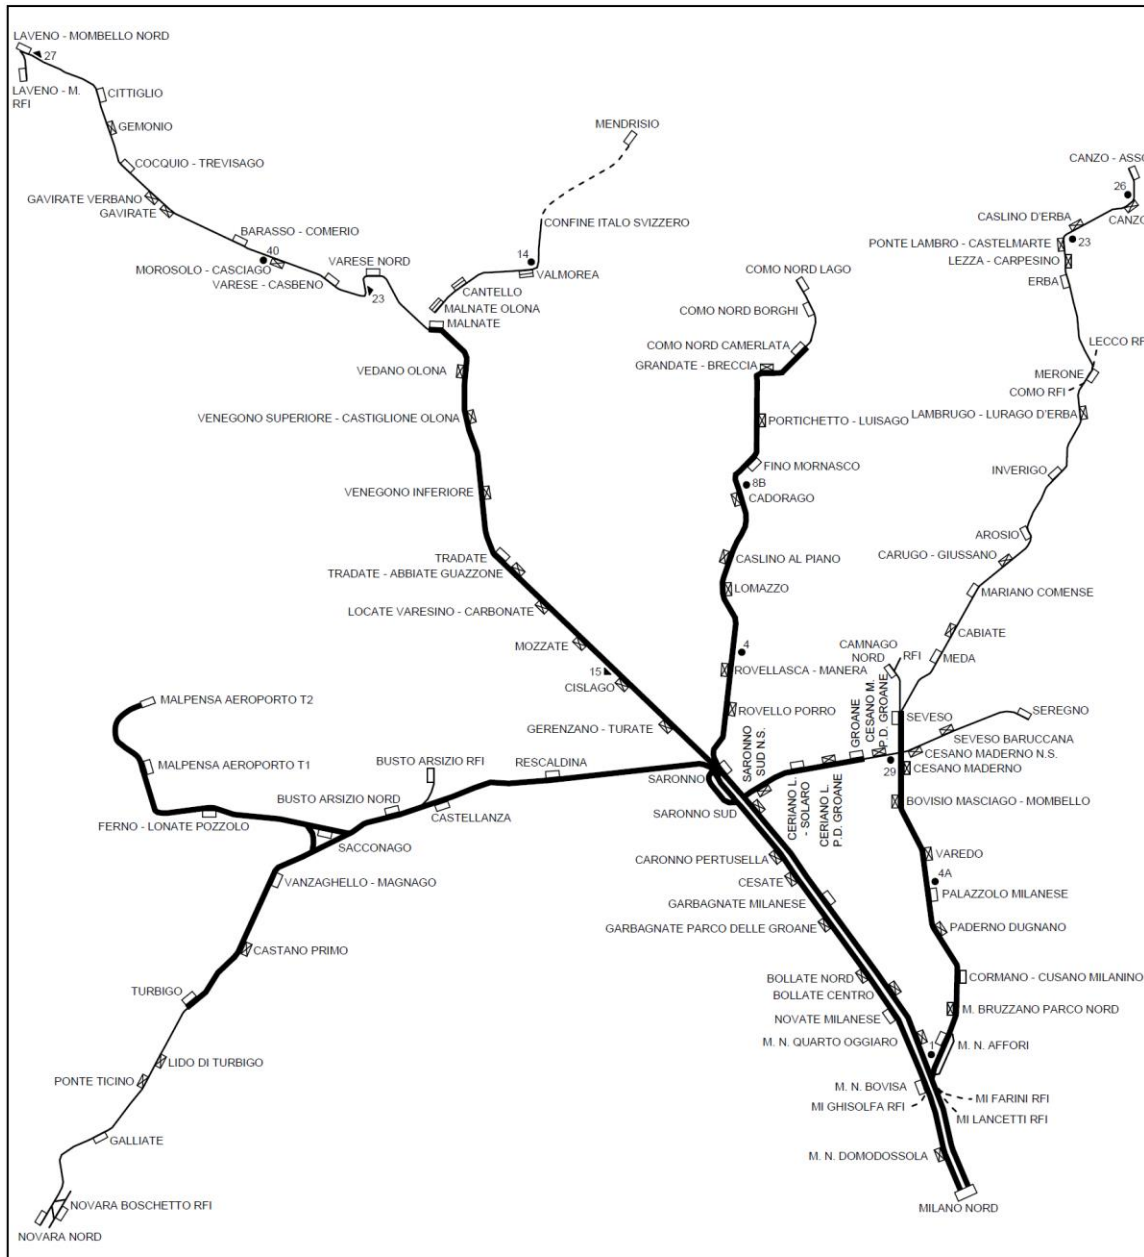 LAVENO - MOMBELLO NORD
27
LAVENO - M.
RFI
CITTIGLIO
GEMONIO
COCQUIO - TREVISAGO
GAVIRATE VERBANO
GAVIRATE
BARASSO - COMERIO
40
MOROSOLO - CASCIAGO
VARESE - CASBENO
VARESE NORD
23
MENDRISIO
CONFINE ITALO SVIZZERO
14
VALMOREA
CANTELLO
MALNATE OLONA
MALNATE
VEDANO OLONA
VENEGONO SUPERIORE - CASTIGLIONE OLONA
VENEGONO INFERIORE
TRADATE
TRADATE - ABBIATE GUAZZONE
LOCATE VARESINO - CARBONATE
MOZZATE
15
CISLAGO
GERENZANO - TURATE
COMO NORD LAGO
COMO NORD BORGHI
COMO NORD CAMERLATA
GRANDATE - BRECCIA
PORTICHETTO - LUISAGO
FINO MORNASCO
8B
CADORAGO
CASLINO AL PIANO
LOMAZZO
4
ROVELLASCA - MANERA
ROVELLO PORRO
CANZO - ASSO
26
CANZO
CASLINO D'ERBA
23
PONTE LAMBRO - CASTELMARTE
LEZZA - CARPESINO
ERBA
LECCO RF
MERONE
COMO RFI
LAMBRUGO - LURAGO D'ERBA
INVERIGO
AROSIO
CARUGO - GIUSSANO
MARIANO COMENSE
CABIATE
MEDA
CAMNAGO
NORD
RFI
SEVESO
SEREGNO
SEVESO BARUCCANA
CESANO MADERNO N.S.
CESANO MADERNO
29
GROANE
CESANO M.
P.D. GROANE
CERIANO L.
- SOLARO
CERIANO L.
P.D. GROANE
SARONNO
SUD N.S.
BOVISIO MASCIAGO - MOMBELLO
VAREDO
4A
PALAZZOLO MILANESE
PADERNO DUGNANO
CORMANO - CUSANO MILANINO
M. BRUZZANO PARCO NORD
M. N. AFFORI
1
MALPENSA AEROPORTO T2
MALPENSA AEROPORTO T1
FERNO - LONATE POZZOLO
BUSTO ARSIZIO RFI
BUSTO ARSIZIO NORD
RESCALDINA
CASTELLANZA
SACCONAGO
VANZAGHELLO - MAGNAGO
CASTANO PRIMO
TURBIGO
LIDO DI TURBIGO
PONTE TICINO
GALLIATE
NOVARA BOSCHETTO RFI
NOVARA NORD
SARONNO
SARONNO SUD
CARONNO PERTUSELLA
CESATE
GARBAGNATE MILANESE
GARBAGNATE PARCO DELLE GROANE
BOLLATE NORD
BOLLATE CENTRO
NOVATE MILANESE
M. N. QUARTO OGGIARO
M. N. BOVISA
MI GHISOLFA RFI
MI FARINI RFI
MI LANCETTI RFI
M. N. DOMODOSSOLA
MILANO NORD